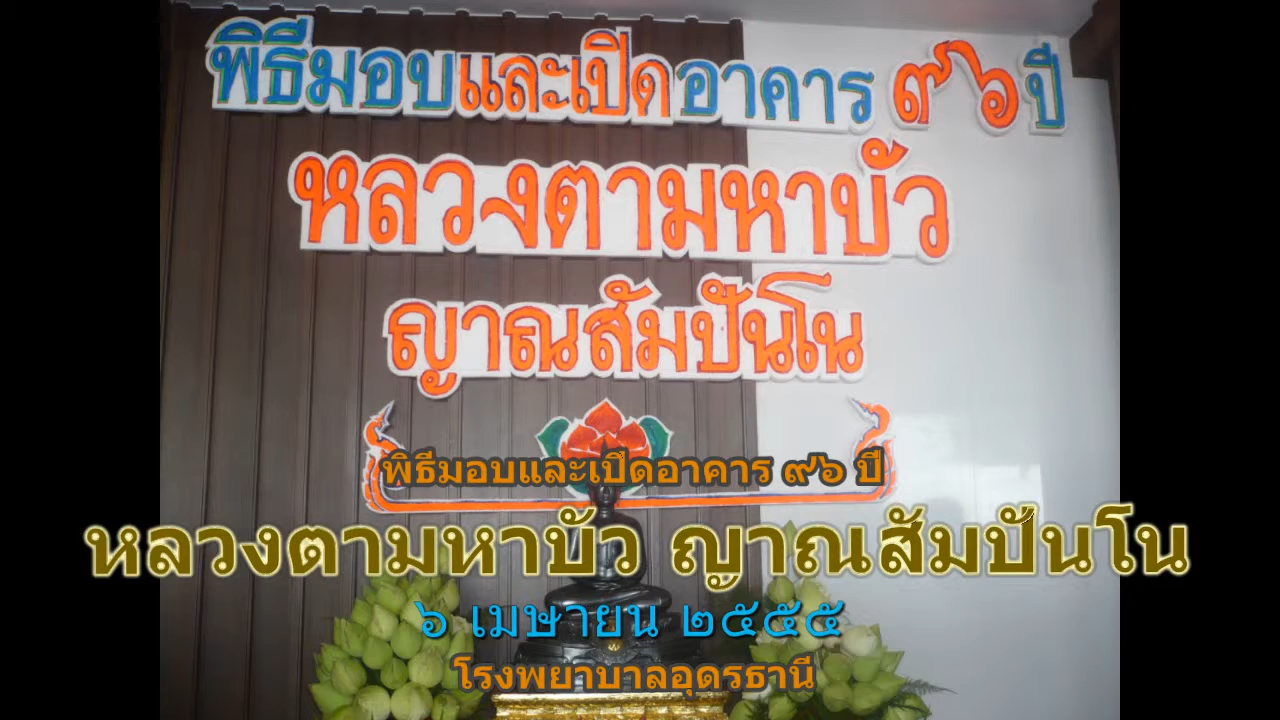 พิธีมอบและเปิดอาคาร ๙๖ ปี
หลวงตามหาบัว
ญาณสัมปันโน
พิธีมอบและเปิดอาคาร ๙๖ ปี
หลวงตามหาบัว ญาณสัมปันโน
๖ เมษายน ๒๕๕๕
โรงพยาบาลอุดรธานี